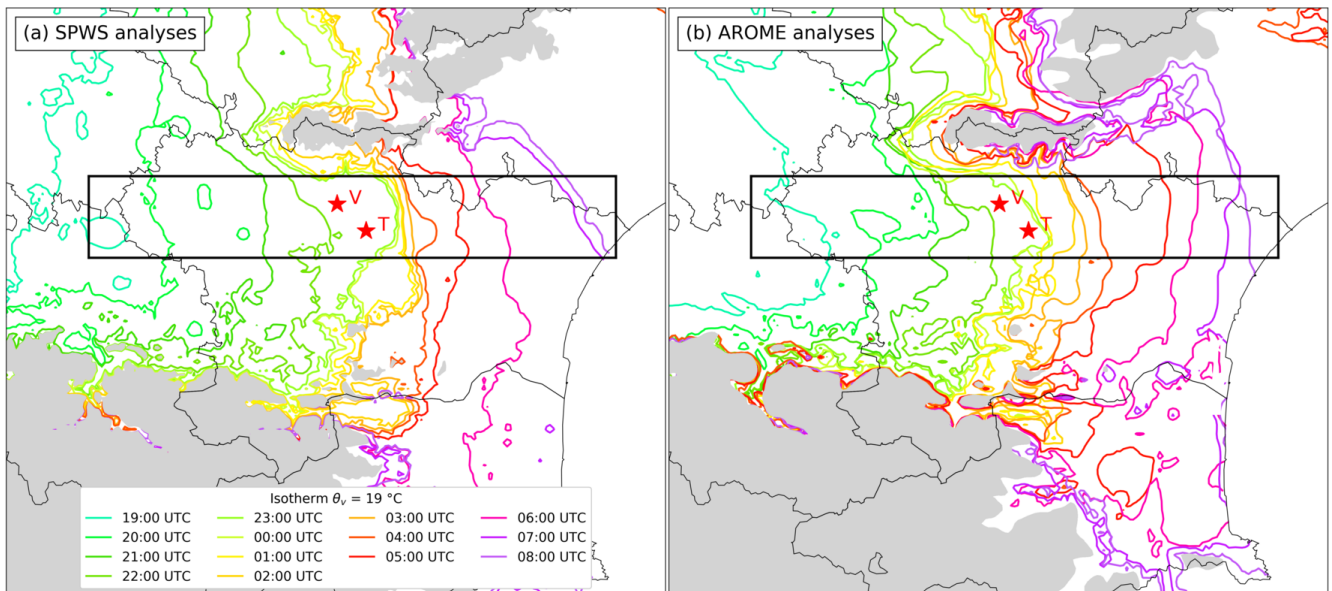 (a) SPWS analyses
(b) AROME analyses
V
T
V
T
Isotherm θᵥ = 19 °C
19:00 UTC 23:00 UTC 03:00 UTC 06:00 UTC
20:00 UTC 00:00 UTC 04:00 UTC 07:00 UTC
21:00 UTC 01:00 UTC 05:00 UTC 08:00 UTC
22:00 UTC 02:00 UTC